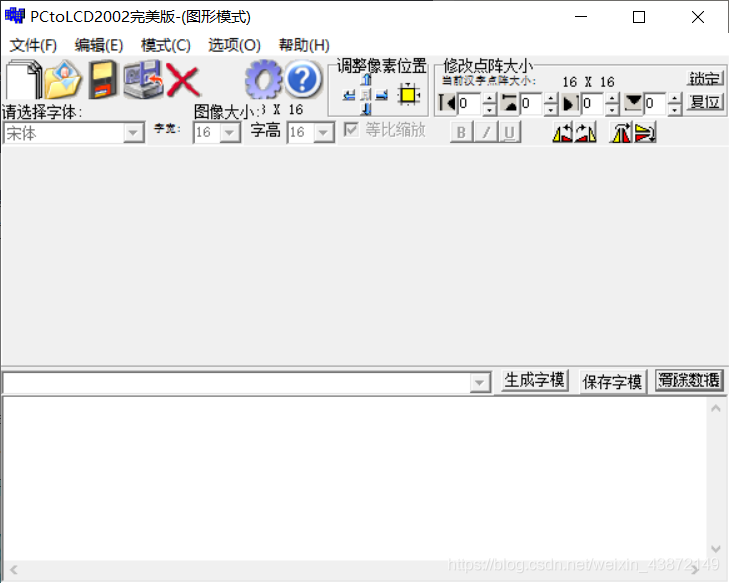 PCtoLCD2002完美版-(图形模式)
文件(F) 编辑(E) 模式(C) 选项(O) 帮助(H)
调整像素位置 修改点阵大小
当前汉字点阵大小: 16 X 16 锁定
0 0 0 0 复位
请选择字体: 图像大小: X 16
宋体 字宽: 16 字高 16 等比缩放 B I U
生成字模 保存字模 清除数据
https://blog.csdn.net/weixin_43872149